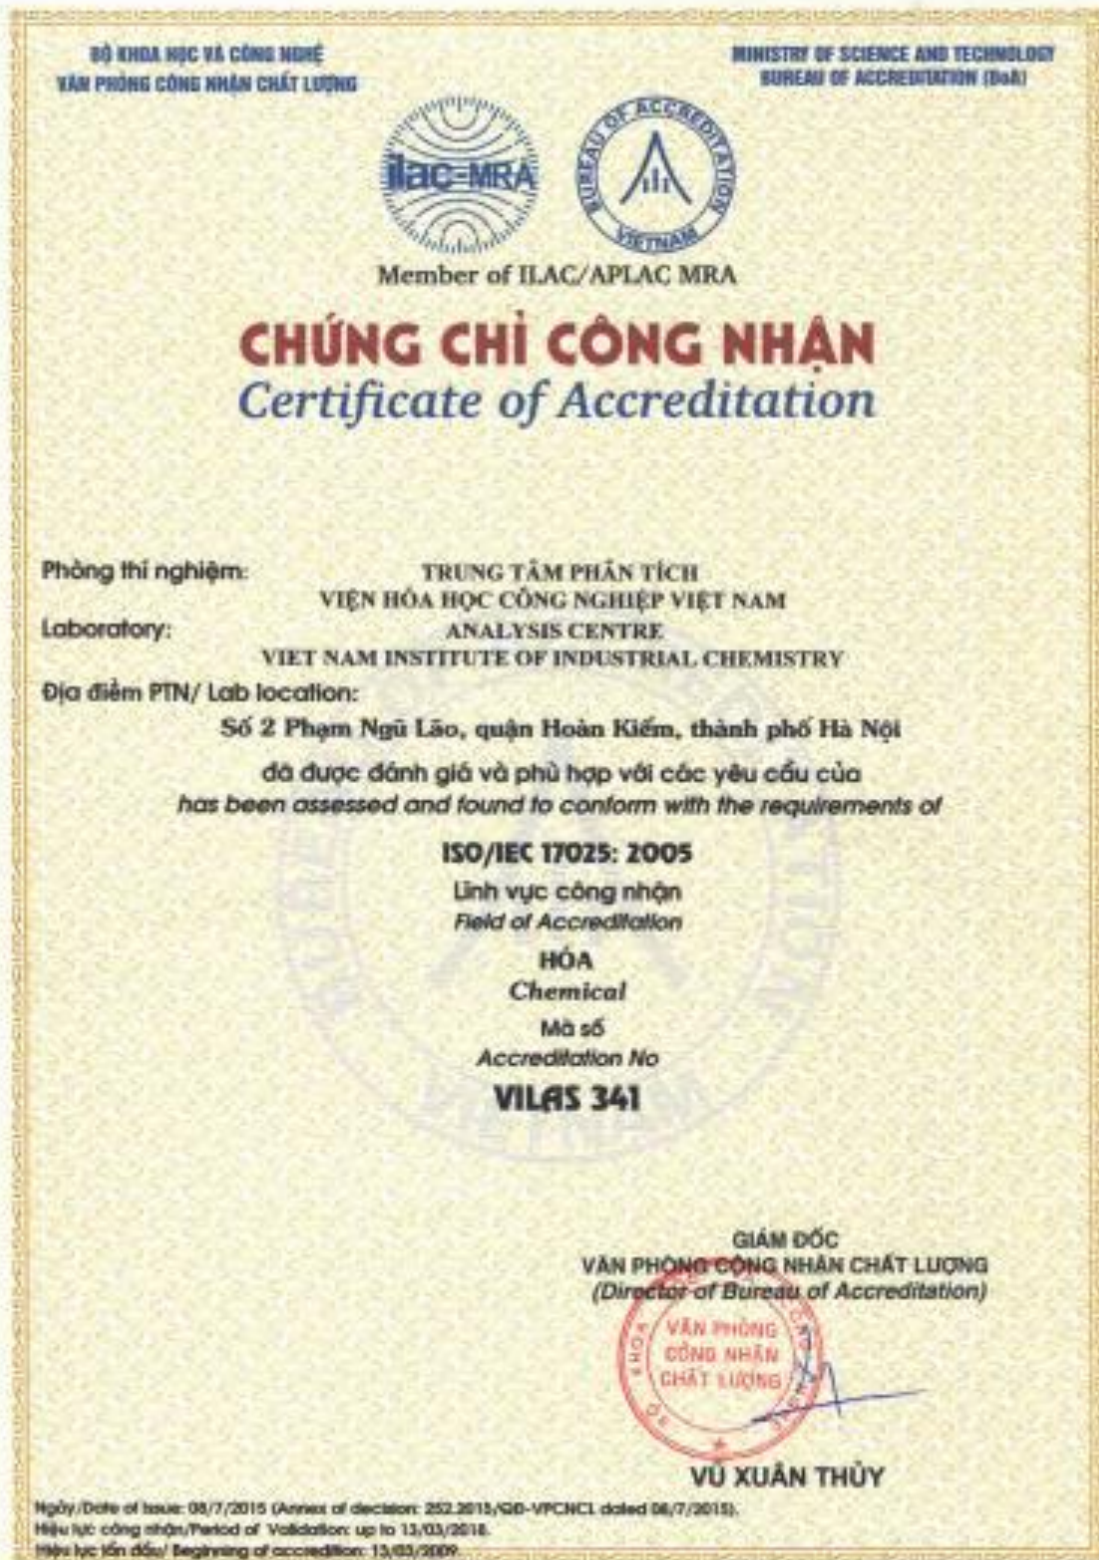 BỘ KHOA HỌC VÀ CÔNG NGHỆ
VĂN PHÒNG CÔNG NHẬN CHẤT LƯỢNG
MINISTRY OF SCIENCE AND TECHNOLOGY
BUREAU OF ACCREDITATION (BoA)
ilac-MRA
BUREAU OF ACCREDITATION
VIETNAM
Member of ILAC/APLAC MRA
CHỨNG CHỈ CÔNG NHẬN
Certificate of Accreditation
Phòng thí nghiệm: TRUNG TÂM PHÂN TÍCH
VIỆN HÓA HỌC CÔNG NGHIỆP VIỆT NAM
Laboratory: ANALYSIS CENTRE
VIET NAM INSTITUTE OF INDUSTRIAL CHEMISTRY
Địa điểm PTN/ Lab location:
Số 2 Phạm Ngũ Lão, quận Hoàn Kiếm, thành phố Hà Nội
đã được đánh giá và phù hợp với các yêu cầu của
has been assessed and found to conform with the requirements of
ISO/IEC 17025: 2005
Lĩnh vực công nhận
Field of Accreditation
HÓA
Chemical
Mã số
Accreditation No
VILAS 341
GIÁM ĐỐC
VĂN PHÒNG CÔNG NHẬN CHẤT LƯỢNG
(Director of Bureau of Accreditation)
VĂN PHÒNG
CÔNG NHẬN
CHẤT LƯỢNG
VŨ XUÂN THỦY
Ngày/Date of Issue: 08/7/2015 (Annex of decision: 252.2015/QĐ-VPCNCL dated 08/7/2015).
Hiệu lực công nhận/Period of Validation: up to 13/03/2018.
Hiệu lực lần đầu/ Beginning of accredition: 13/03/2009.